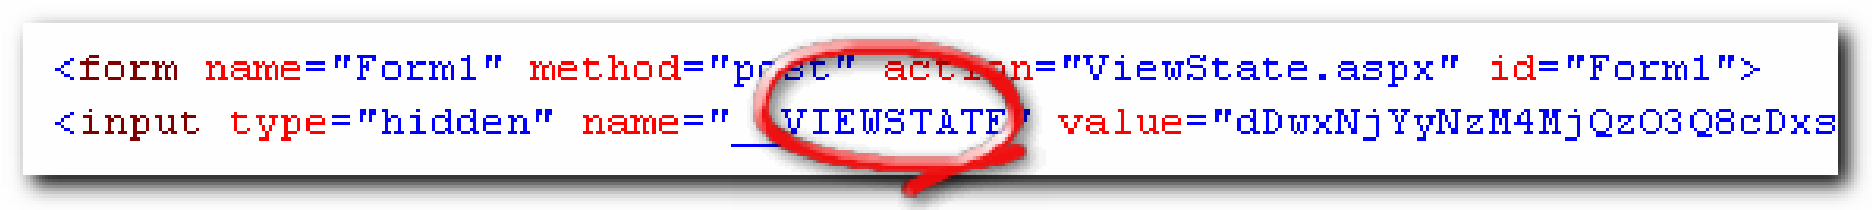 <form name="Form1" method="post" action="ViewState.aspx" id="Form1">
<input type="hidden" name="__VIEWSTATE" value="dDwxNjYyNzM4MjQzO3Q8cDxs